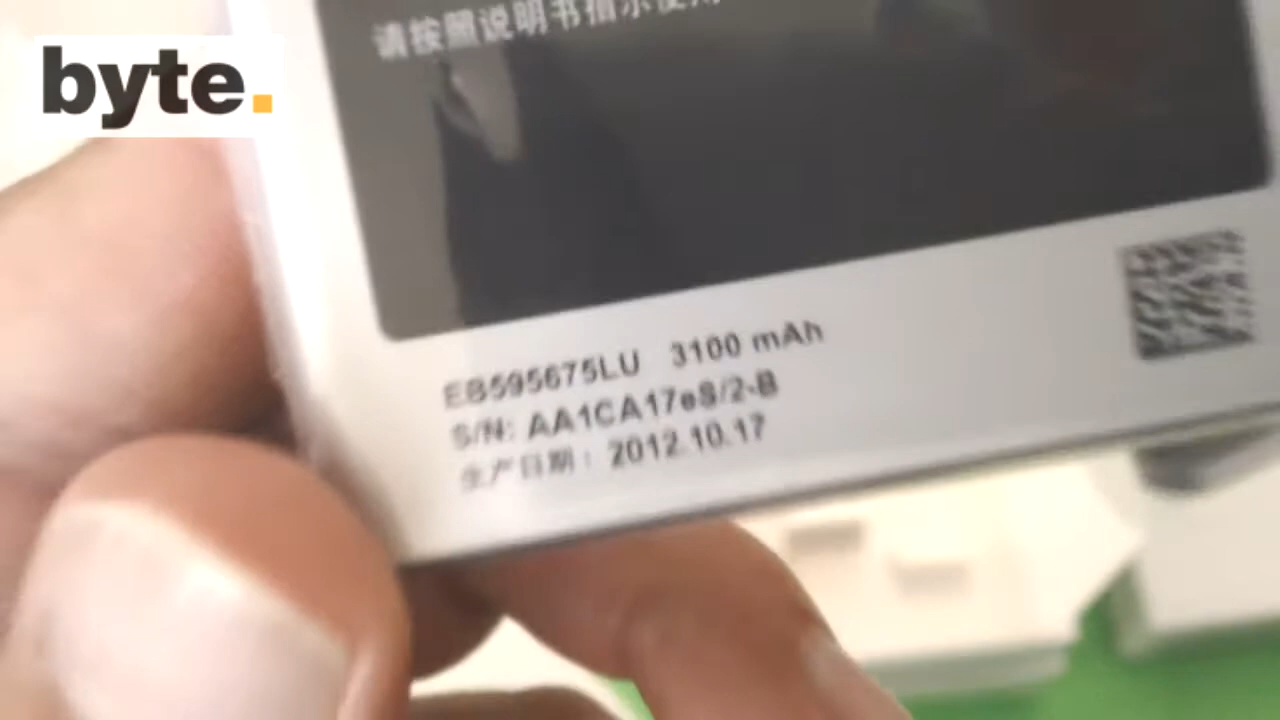 byte.
请按照说明书指示使用
EB595675LU 3100 mAh
S/N: AA1CA17eS/2-B
生产日期: 2012.10.17